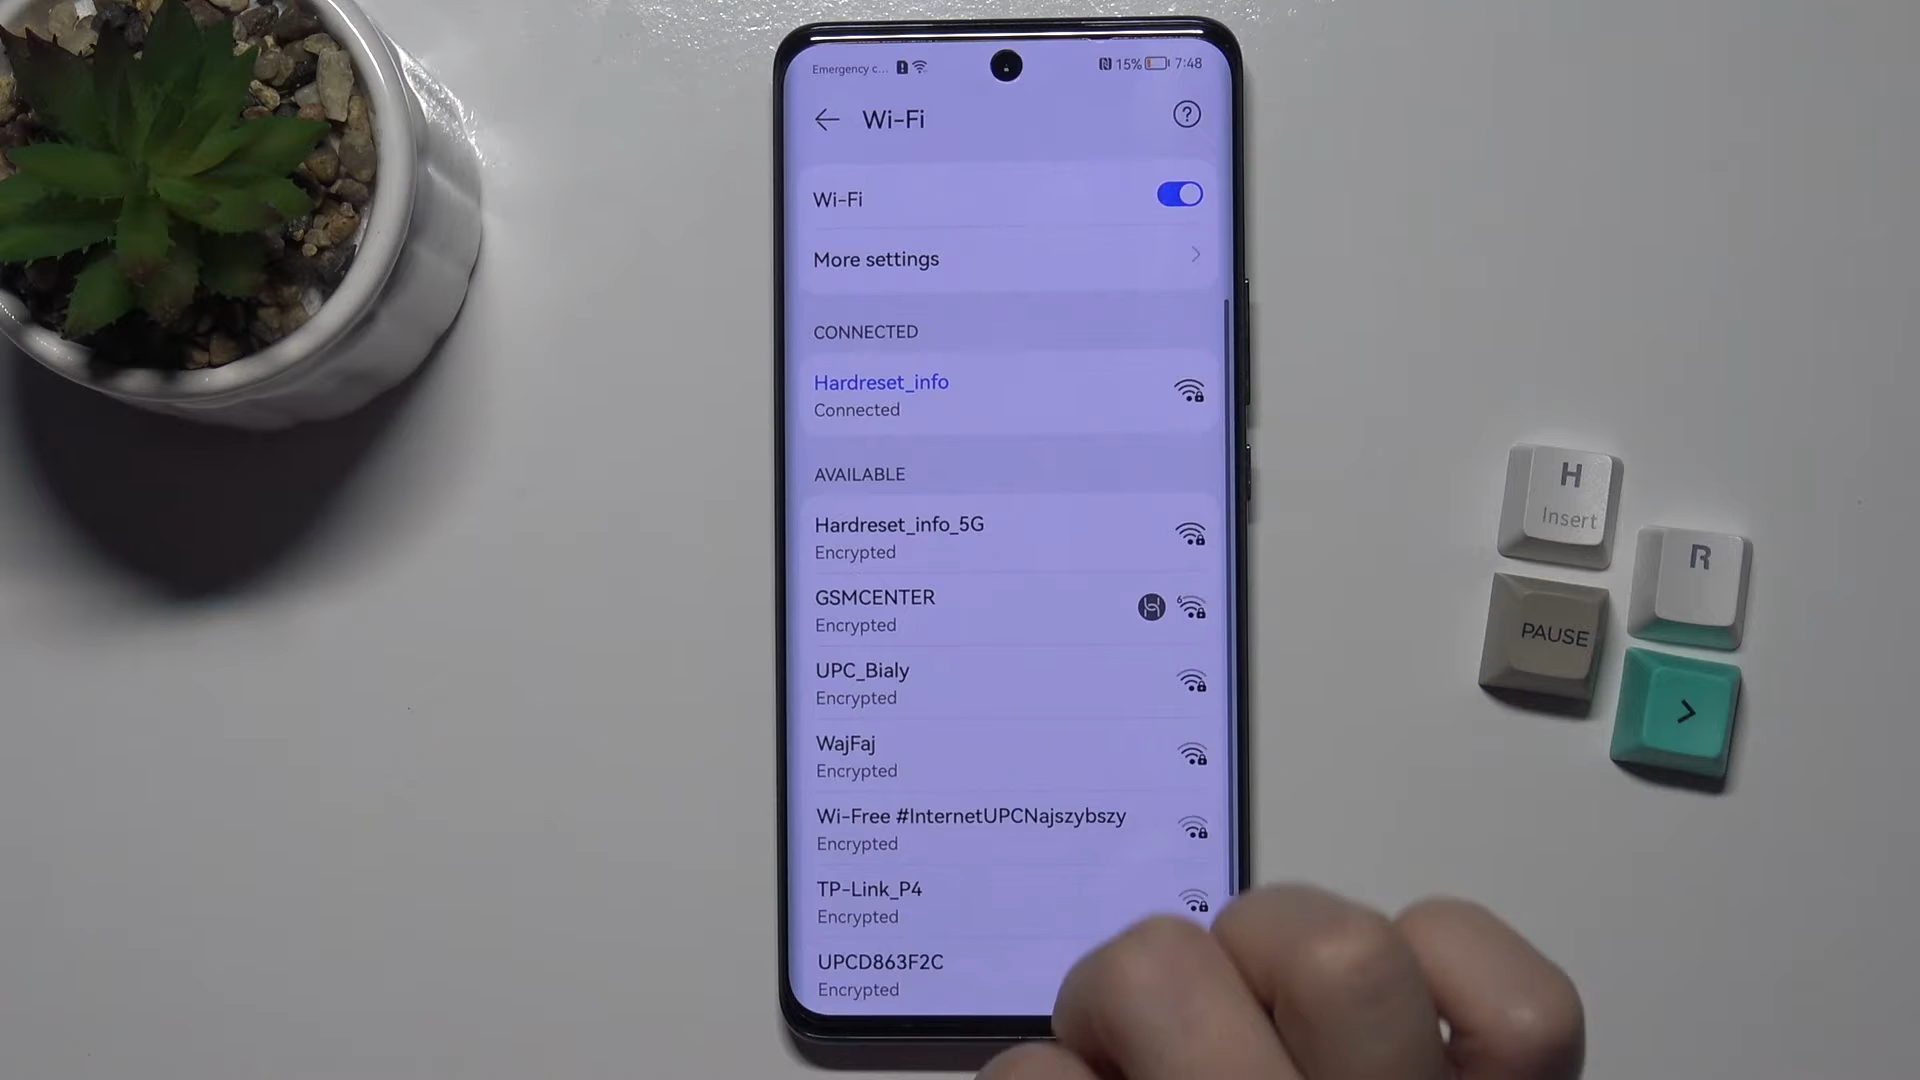 Emergency c...
15% 7:48
Wi-Fi
Wi-Fi
More settings
CONNECTED
Hardreset_info
Connected
AVAILABLE
Hardreset_info_5G
Encrypted
GSMCENTER
6
Encrypted
UPC_Bialy
Encrypted
WajFaj
Encrypted
Wi-Free #InternetUPCNajszybszy
Encrypted
TP-Link_P4
Encrypted
UPCD863F2C
Encrypted
H
Insert
R
PAUSE
>